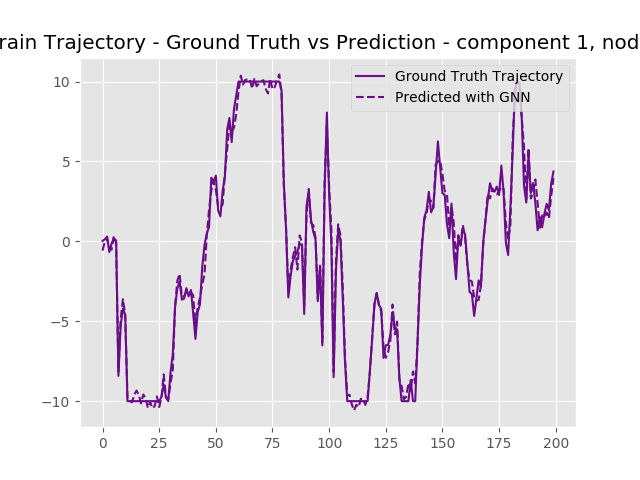 rain Trajectory - Ground Truth vs Prediction - component 1, nod
Ground Truth Trajectory
Predicted with GNN
10
5
0
−5
−10
0 25 50 75 100 125 150 175 200